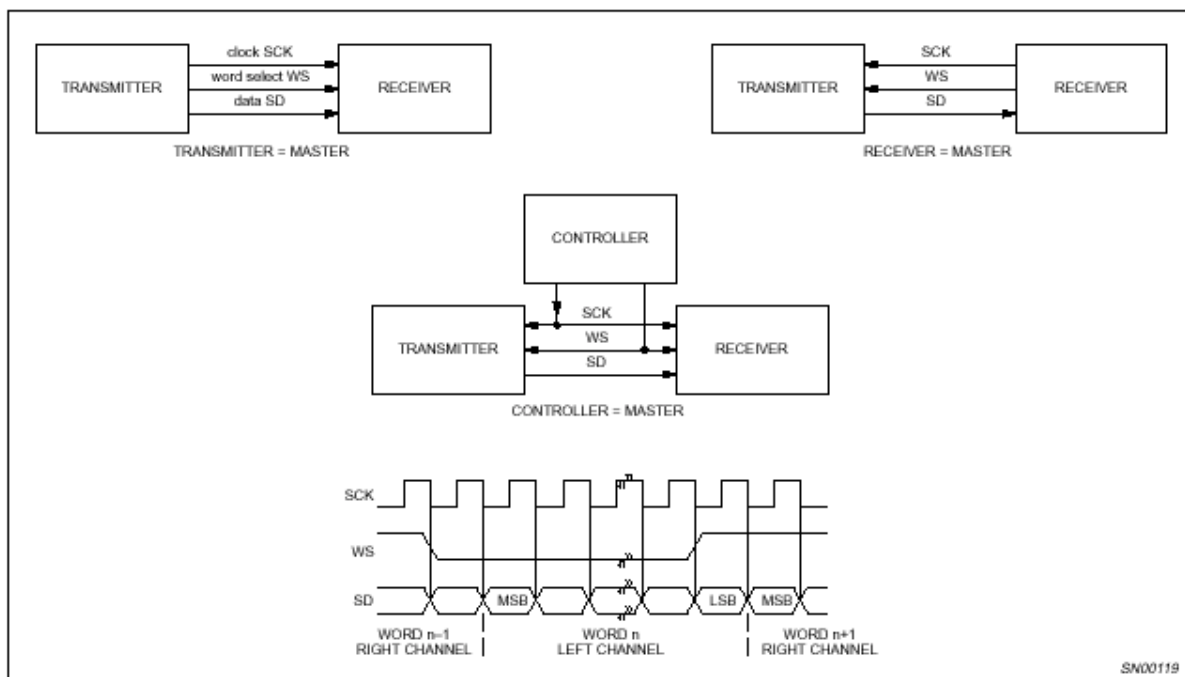 clock SCK
word select WS
data SD
TRANSMITTER
RECEIVER
TRANSMITTER = MASTER
SCK
WS
SD
TRANSMITTER
RECEIVER
RECEIVER = MASTER
CONTROLLER
SCK
WS
SD
TRANSMITTER
RECEIVER
CONTROLLER = MASTER
SCK
WS
SD
MSB
LSB
MSB
WORD n–1
RIGHT CHANNEL
WORD n
LEFT CHANNEL
WORD n+1
RIGHT CHANNEL
SN00119